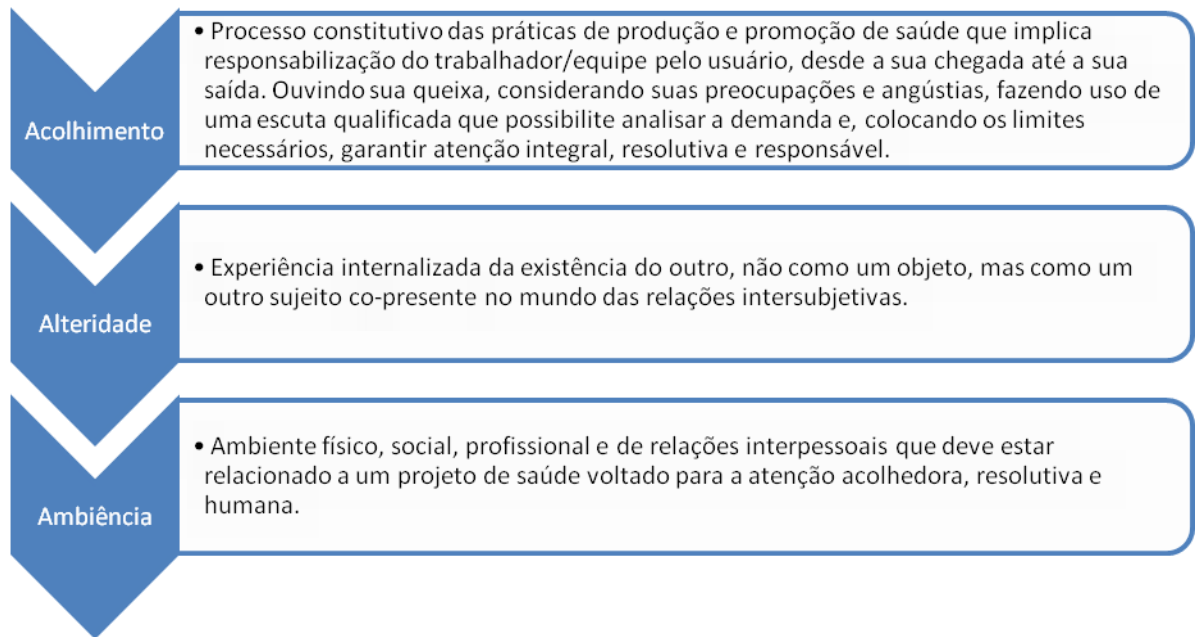 Acolhimento
• Processo constitutivo das práticas de produção e promoção de saúde que implica
responsabilização do trabalhador/equipe pelo usuário, desde a sua chegada até a sua
saída. Ouvindo sua queixa, considerando suas preocupações e angústias, fazendo uso de
uma escuta qualificada que possibilite analisar a demanda e, colocando os limites
necessários, garantir atenção integral, resolutiva e responsável.
Alteridade
• Experiência internalizada da existência do outro, não como um objeto, mas como um
outro sujeito co-presente no mundo das relações intersubjetivas.
Ambiência
• Ambiente físico, social, profissional e de relações interpessoais que deve estar
relacionado a um projeto de saúde voltado para a atenção acolhedora, resolutiva e
humana.